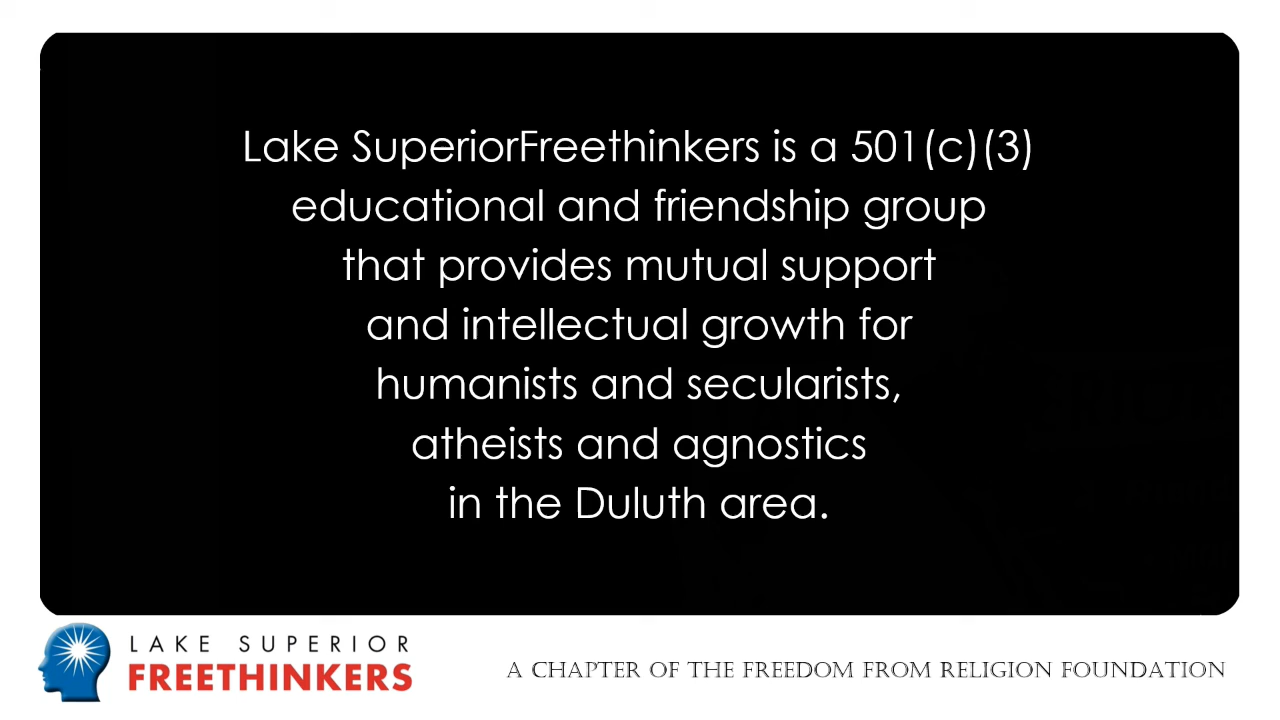 Lake SuperiorFreethinkers is a 501(c)(3)
educational and friendship group
that provides mutual support
and intellectual growth for
humanists and secularists,
atheists and agnostics
in the Duluth area.
LAKE SUPERIOR
FREETHINKERS
A CHAPTER OF THE FREEDOM FROM RELIGION FOUNDATION